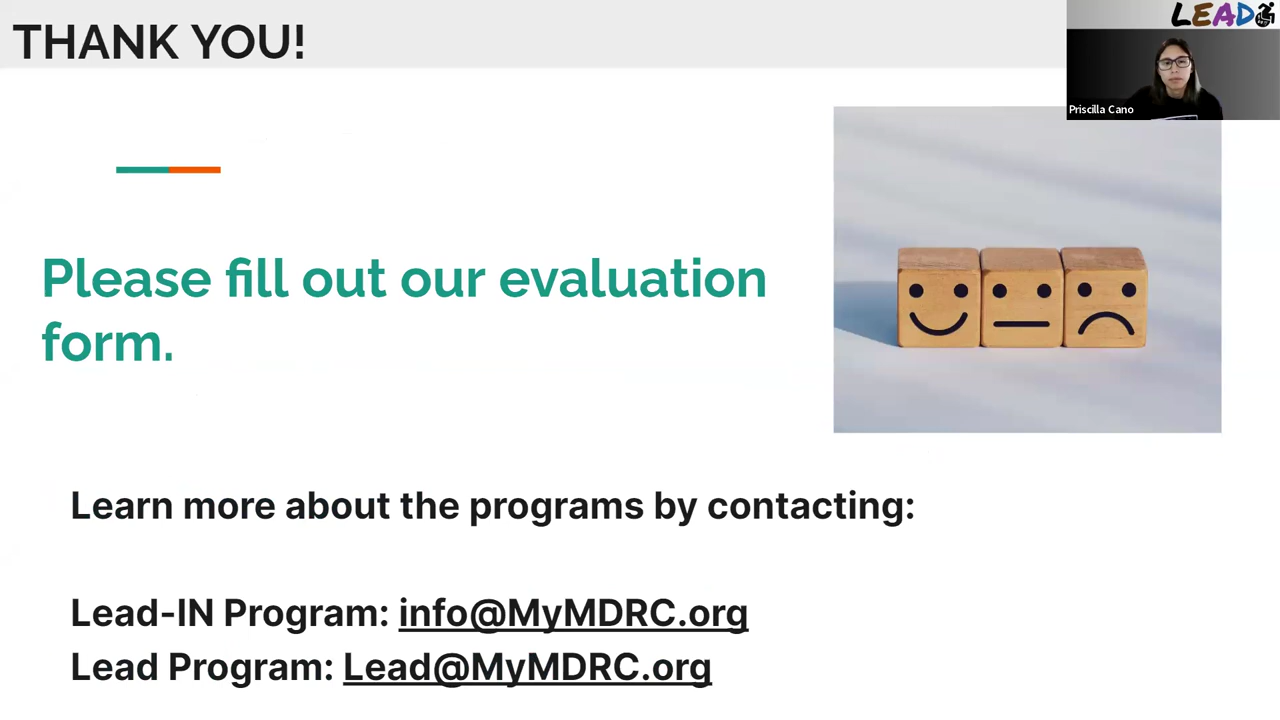 THANK YOU!
LEAD
Priscilla Cano
Please fill out our evaluation
form.
Learn more about the programs by contacting:
Lead-IN Program: info@MyMDRC.org
Lead Program: Lead@MyMDRC.org